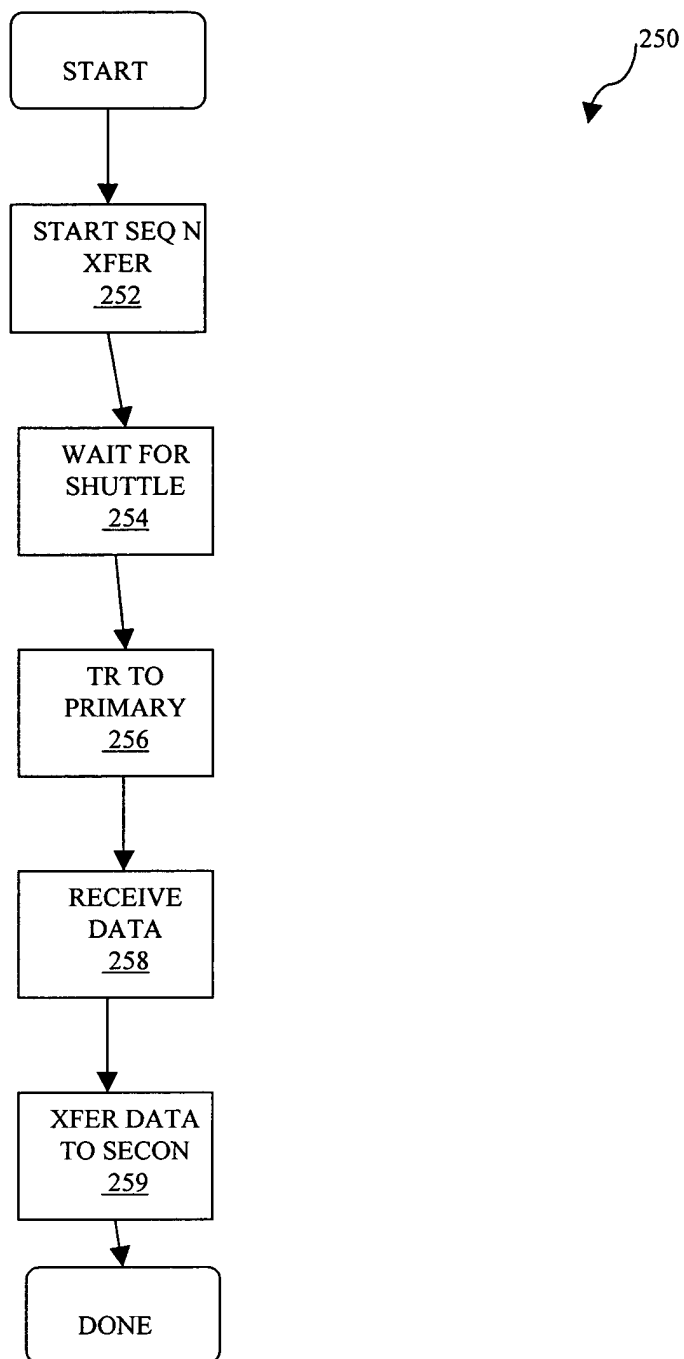 START
250
START SEQ N
XFER
252
WAIT FOR
SHUTTLE
254
TR TO
PRIMARY
256
RECEIVE
DATA
258
XFER DATA
TO SECON
259
DONE